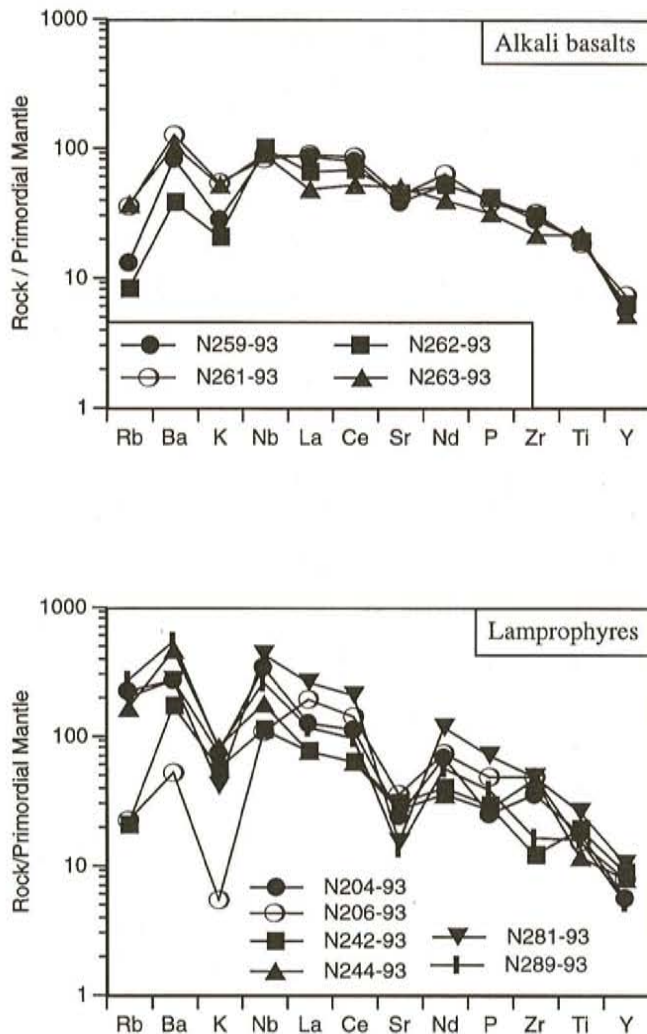 Alkali basalts
Rock / Primordial Mantle
1000
100
10
1
N259-93 N262-93
N261-93 N263-93
Rb Ba K Nb La Ce Sr Nd P Zr Ti Y
Lamprophyres
Rock/Primordial Mantle
1000
100
10
1
N204-93
N206-93
N242-93
N244-93
N281-93
N289-93
Rb Ba K Nb La Ce Sr Nd P Zr Ti Y